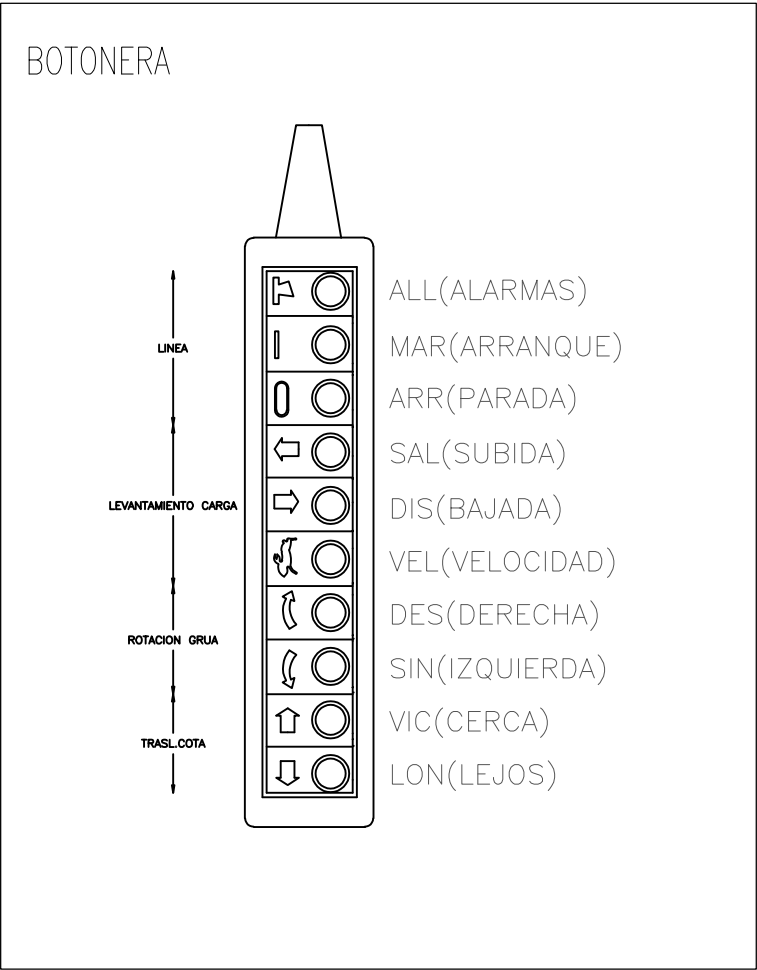 BOTONERA
ALL(ALARMAS)
LINEA
MAR(ARRANQUE)
ARR(PARADA)
SAL(SUBIDA)
LEVANTAMIENTO CARGA
DIS(BAJADA)
VEL(VELOCIDAD)
ROTACION GRUA
DES(DERECHA)
SIN(IZQUIERDA)
TRASL.COTA
VIC(CERCA)
LON(LEJOS)